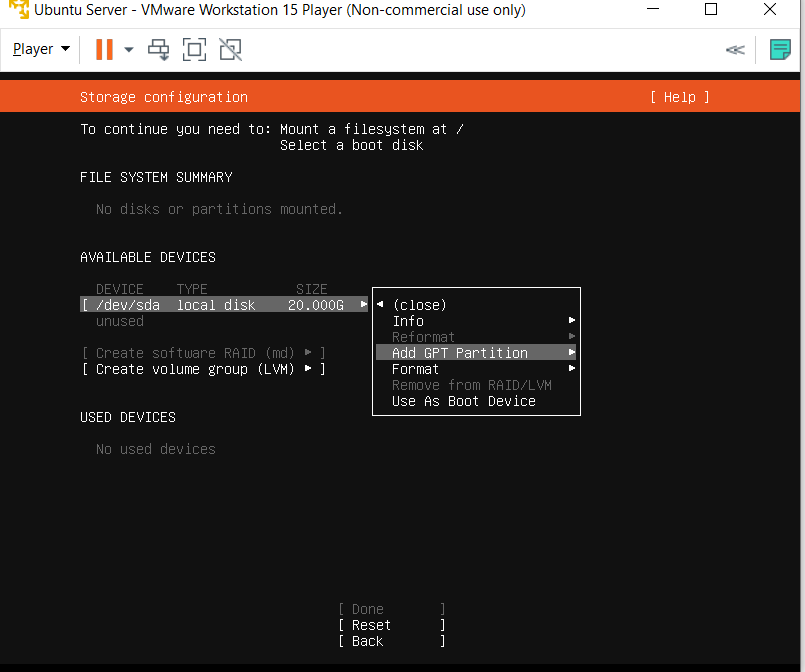 Ubuntu Server - VMware Workstation 15 Player (Non-commercial use only)
Player
Storage configuration [ Help ]
To continue you need to: Mount a filesystem at /
Select a boot disk
FILE SYSTEM SUMMARY
No disks or partitions mounted.
AVAILABLE DEVICES
DEVICE TYPE SIZE
[ /dev/sda local disk 20.000G ▸
unused
[ Create software RAID (md) ▸ ]
[ Create volume group (LVM) ▸ ]
◂ (close)
Info ▸
Reformat ▸
Add GPT Partition ▸
Format ▸
Remove from RAID/LVM
Use As Boot Device
USED DEVICES
No used devices
[ Done ]
[ Reset ]
[ Back ]